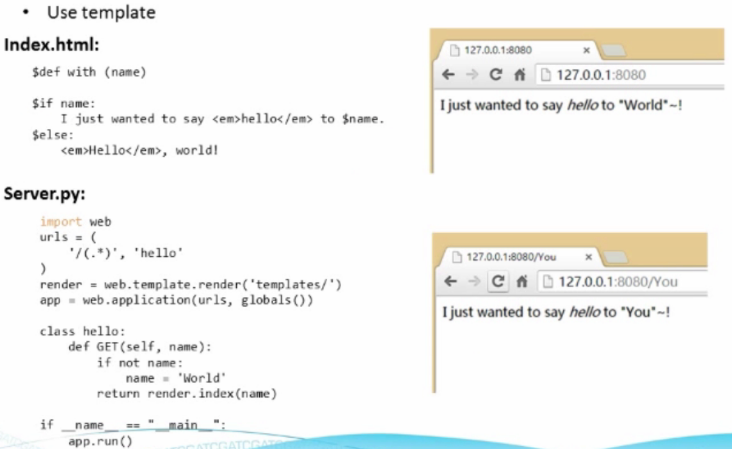 • Use template
Index.html:
$def with (name)
$if name:
I just wanted to say <em>hello</em> to $name.
$else:
<em>Hello</em>, world!
Server.py:
import web
urls = (
'/(.*)', 'hello'
)
render = web.template.render('templates/')
app = web.application(urls, globals())
class hello:
def GET(self, name):
if not name:
name = 'World'
return render.index(name)
if __name__ == "__main__":
app.run()
127.0.0.1:8080
127.0.0.1:8080
I just wanted to say hello to "World"~!
127.0.0.1:8080/You
127.0.0.1:8080/You
I just wanted to say hello to "You"~!